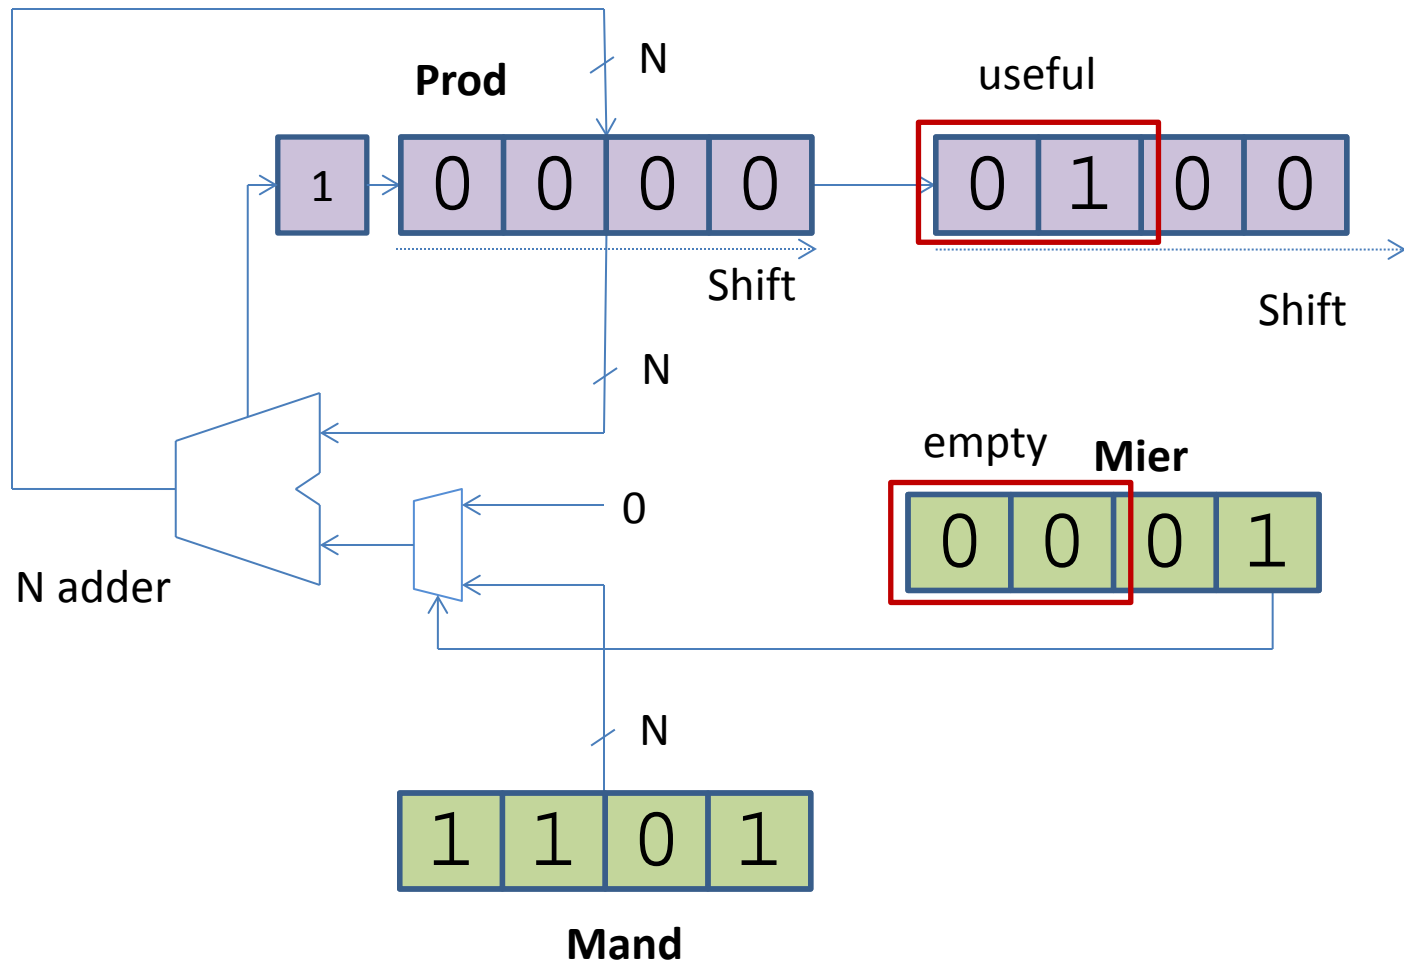 N
Prod
useful
1 0 0 0 0
0 1 0 0
Shift
Shift
N
empty
Mier
0
0 0 0 1
N adder
N
1 1 0 1
Mand